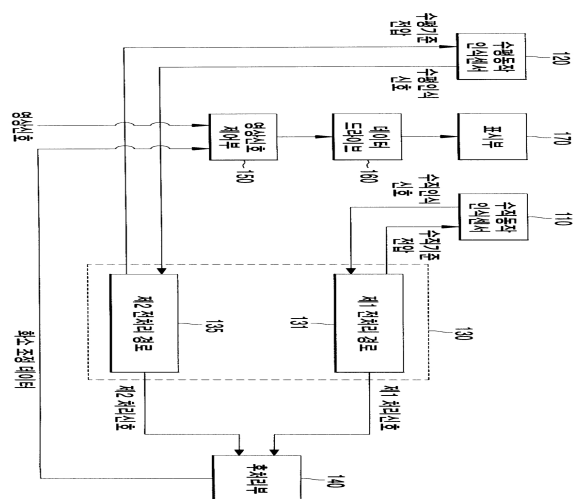 120
수평동작
인식센서
170
표시부
110
수직동작
인식센서
수평기준
전압
수평인식
신호
160
데이터
드라이브
수직인식
신호
수직기준
전압
150
영상신호
제어부
130
135
제2 전처리 경로
131
제1 전처리 경로
제2 처리신호
제1 처리신호
140
후처리부
영상신호
화소 조정 데이터